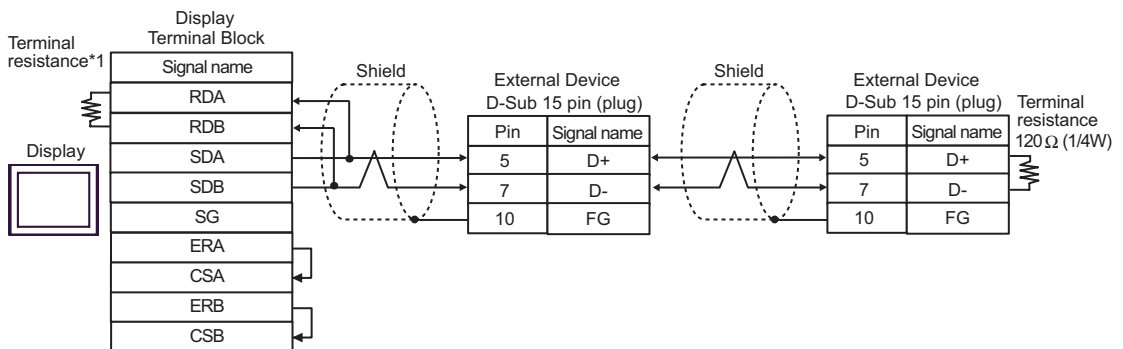 Display
Terminal Block
Terminal
resistance*1
Signal name
RDA
RDB
SDA
SDB
SG
ERA
CSA
ERB
CSB
Display
Shield
External Device
D-Sub 15 pin (plug)
Pin Signal name
5 D+
7 D-
10 FG
Shield
External Device
D-Sub 15 pin (plug)
Pin Signal name
5 D+
7 D-
10 FG
Terminal
resistance
120Ω (1/4W)